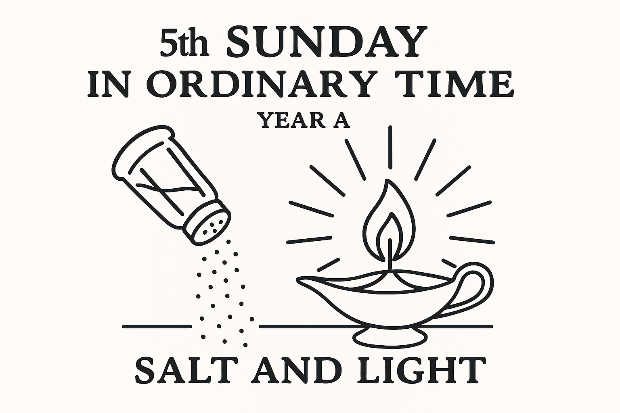 5th SUNDAY
IN ORDINARY TIME
YEAR A
SALT AND LIGHT